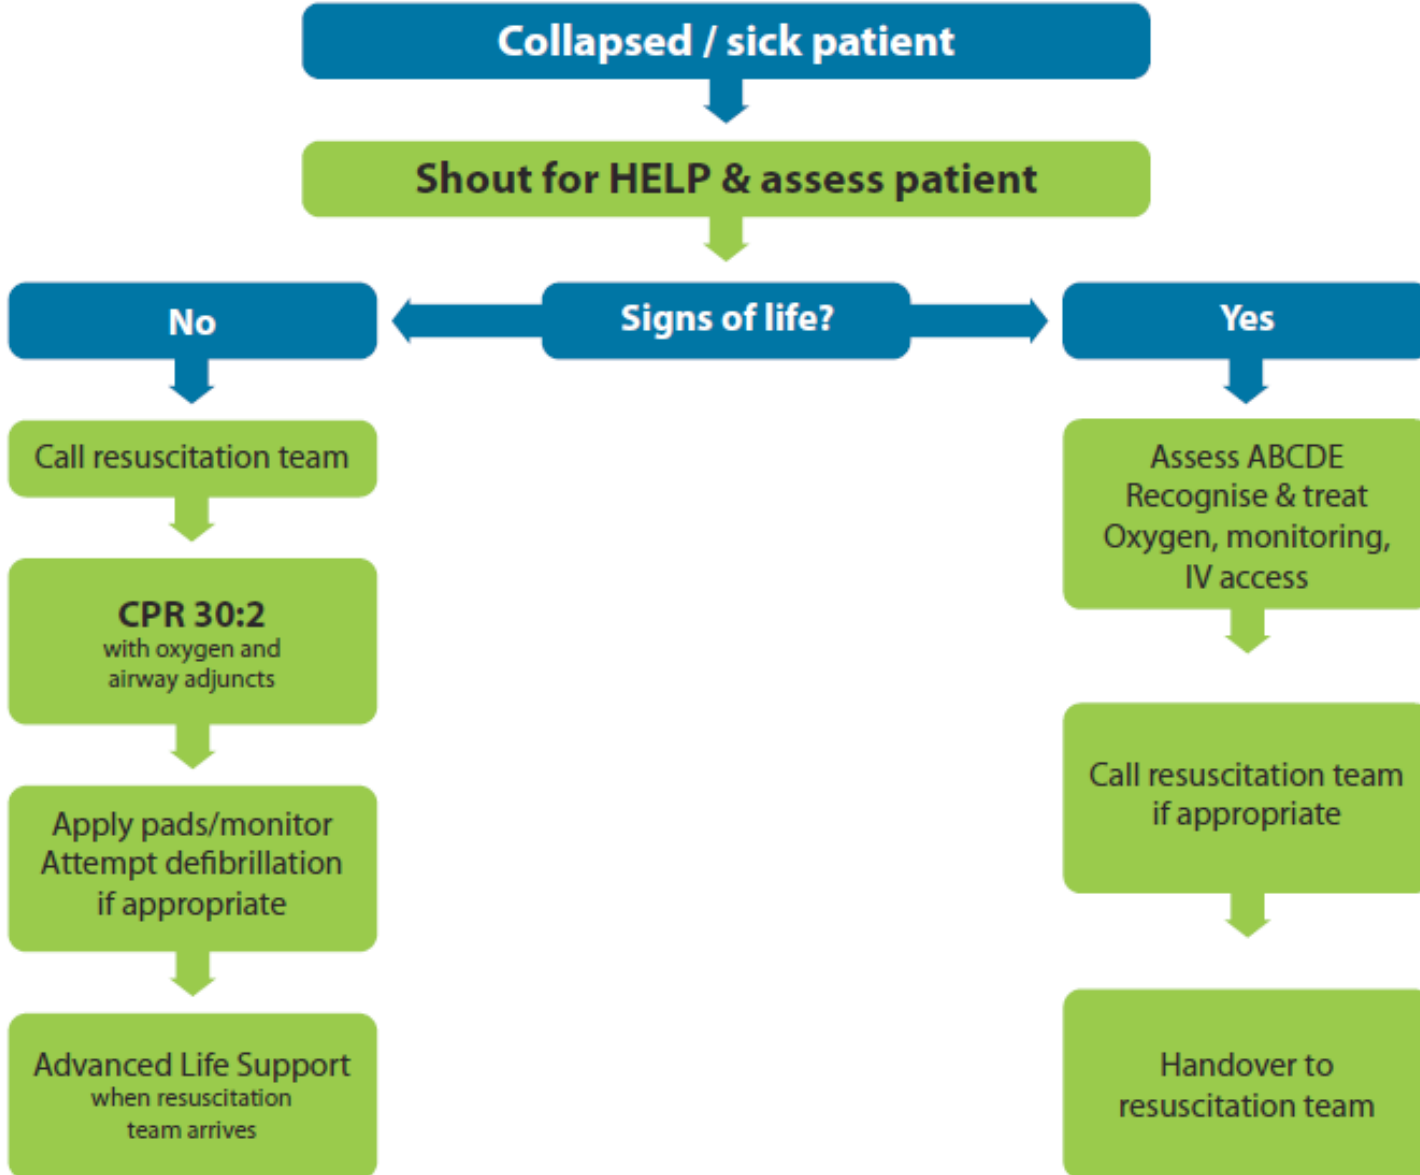 Collapsed / sick patient
Shout for HELP & assess patient
No
Signs of life?
Yes
Call resuscitation team
CPR 30:2
with oxygen and
airway adjuncts
Apply pads/monitor
Attempt defibrillation
if appropriate
Advanced Life Support
when resuscitation
team arrives
Assess ABCDE
Recognise & treat
Oxygen, monitoring,
IV access
Call resuscitation team
if appropriate
Handover to
resuscitation team